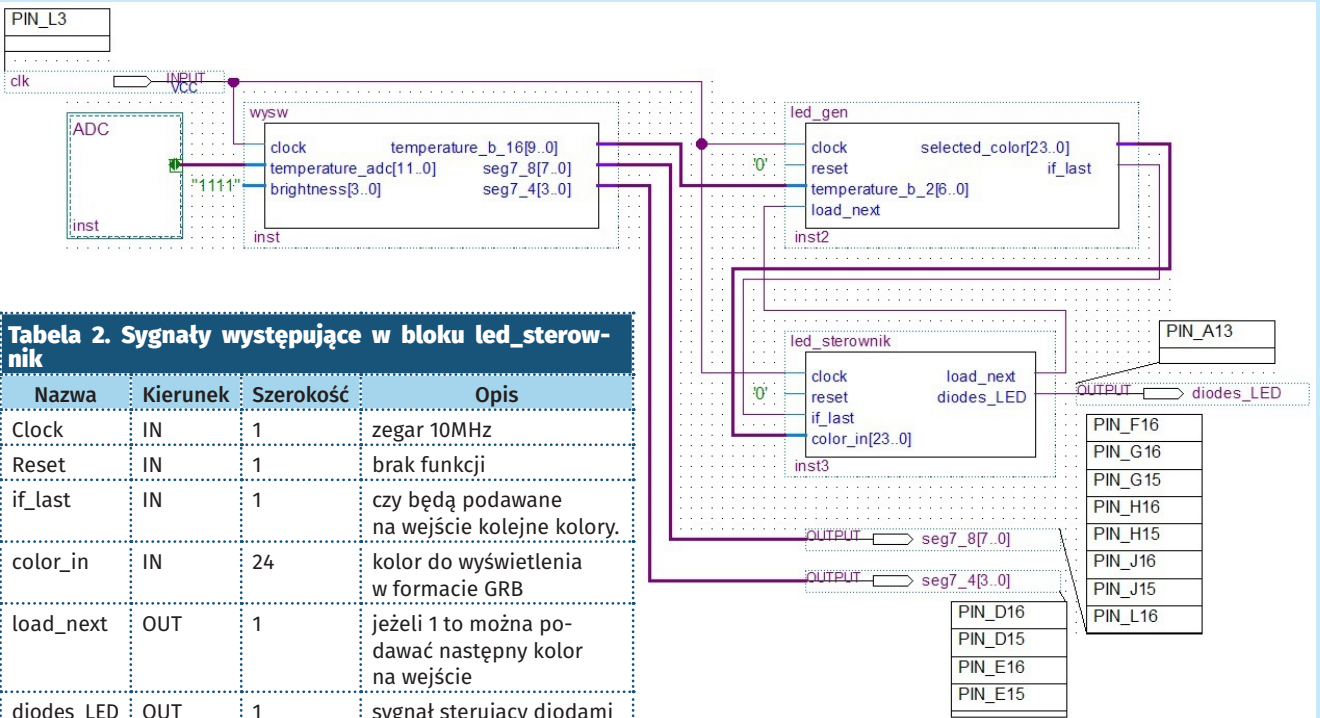 PIN_L3
clk
INPUT
VCC
ADC
inst
wysw
clock
temperature_adc[11..0]
"1111"
brightness[3..0]
temperature_b_16[9..0]
seg7_8[7..0]
seg7_4[3..0]
inst
led_gen
clock
'0'
reset
temperature_b_2[6..0]
load_next
selected_color[23..0]
if_last
inst2
led_sterownik
clock
'0'
reset
if_last
color_in[23..0]
load_next
diodes_LED
inst3
PIN_A13
OUTPUT
diodes_LED
PIN_F16
PIN_G16
PIN_G15
PIN_H16
PIN_H15
PIN_J16
PIN_J15
PIN_L16
OUTPUT
seg7_8[7..0]
OUTPUT
seg7_4[3..0]
PIN_D16
PIN_D15
PIN_E16
PIN_E15
Tabela 2. Sygnały występujące w bloku led_sterow-
nik
Nazwa Kierunek Szerokość Opis
Clock IN 1 zegar 10MHz
Reset IN 1 brak funkcji
if_last IN 1 czy będą podawane
na wejście kolejne kolory.
color_in IN 24 kolor do wyświetlenia
w formacie GRB
load_next OUT 1 jeżeli 1 to można po-
dawać następny kolor
na wejście
diodes_LED OUT 1 sygnał sterujący diodami